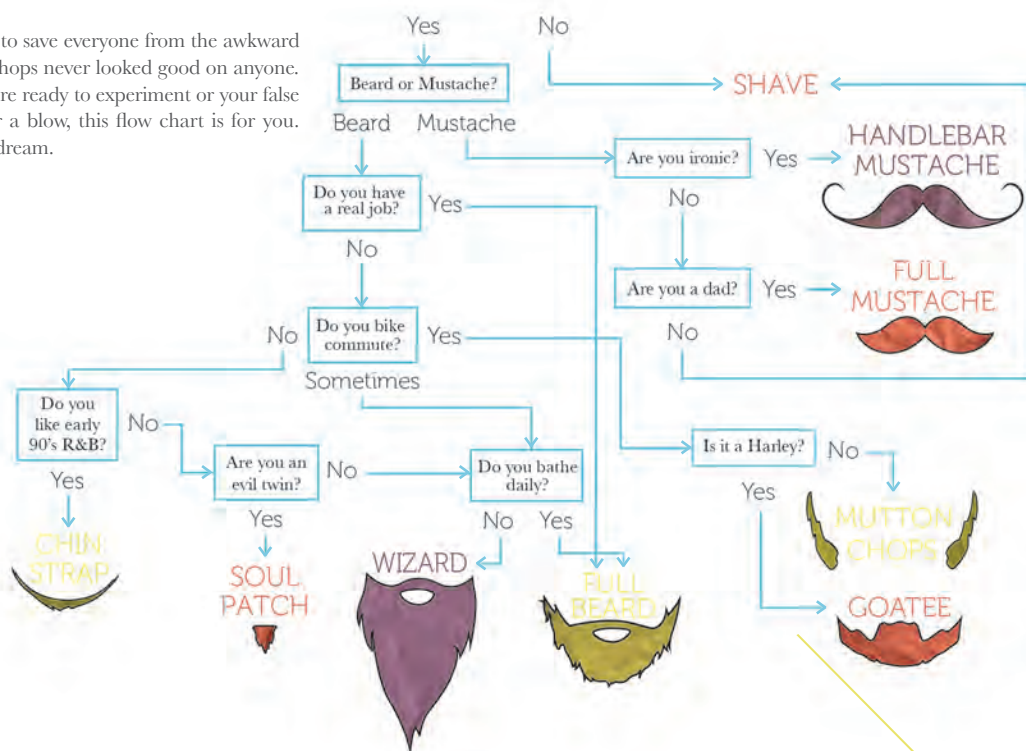 to save everyone from the awkward
hops never looked good on anyone.
re ready to experiment or your false
r a blow, this flow chart is for you.
dream.
Yes
No
Beard or Mustache?
SHAVE
Beard
Mustache
Are you ironic?
Yes
HANDLEBAR
MUSTACHE
Do you have
a real job?
Yes
No
No
Are you a dad?
Yes
FULL
MUSTACHE
No
Do you bike
commute?
Yes
No
Sometimes
Do you
like early
90's R&B?
No
Are you an
evil twin?
No
Do you bathe
daily?
Is it a Harley?
No
Yes
Yes
No
Yes
Yes
MUTTON
CHOPS
CHIN
STRAP
SOUL
PATCH
WIZARD
FULL
BEARD
GOATEE